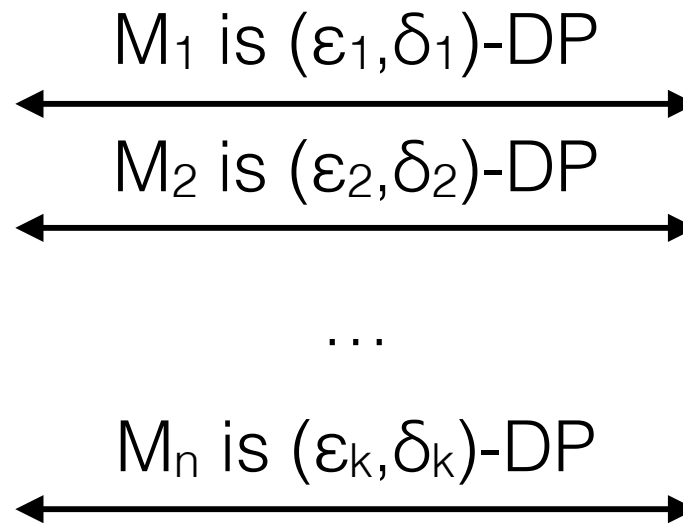 M₁ is (ε₁,δ₁)-DP
M₂ is (ε₂,δ₂)-DP
...
Mₙ is (εₖ,δₖ)-DP